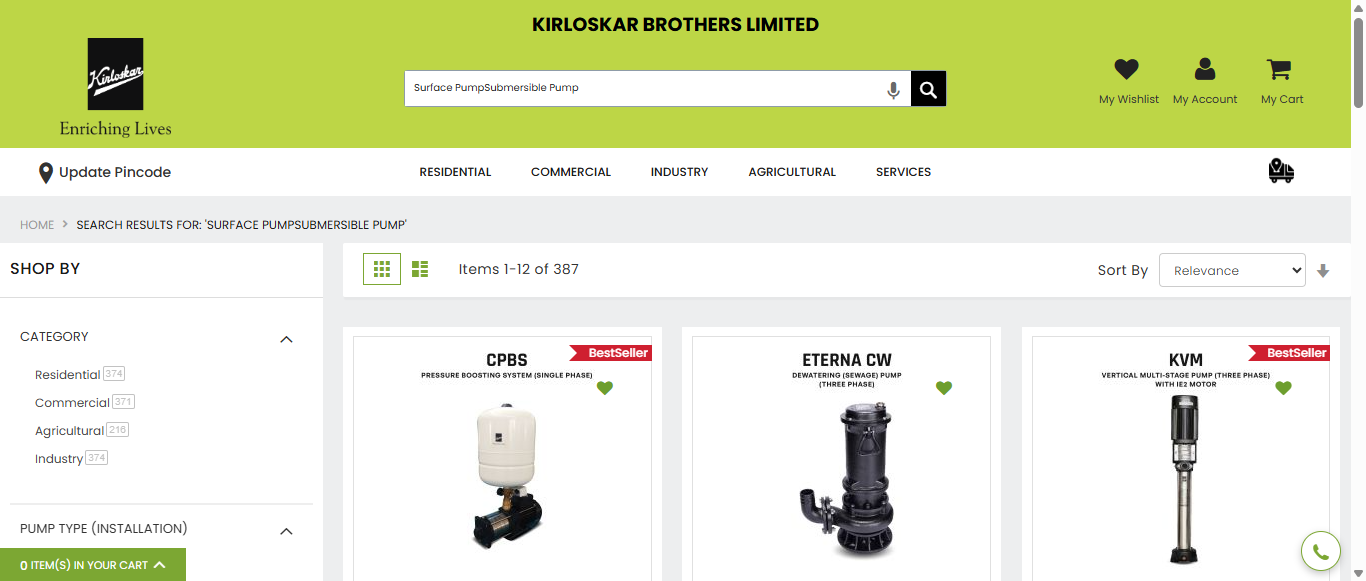 KIRLOSKAR BROTHERS LIMITED
Kirloskar
Enriching Lives
Surface PumpSubmersible Pump
My Wishlist My Account My Cart
Update Pincode
RESIDENTIAL COMMERCIAL INDUSTRY AGRICULTURAL SERVICES
HOME > SEARCH RESULTS FOR: 'SURFACE PUMPSUBMERSIBLE PUMP'
SHOP BY
CATEGORY
Residential 374
Commercial 371
Agricultural 216
Industry 374
PUMP TYPE (INSTALLATION)
0 ITEM(S) IN YOUR CART
Items 1-12 of 387
Sort By Relevance
CPBS
BestSeller
PRESSURE BOOSTING SYSTEM (SINGLE PHASE)
ETERNA CW
DEWATERING (SEWAGE) PUMP
(THREE PHASE)
KVM
BestSeller
VERTICAL MULTI-STAGE PUMP (THREE PHASE)
WITH IE2 MOTOR